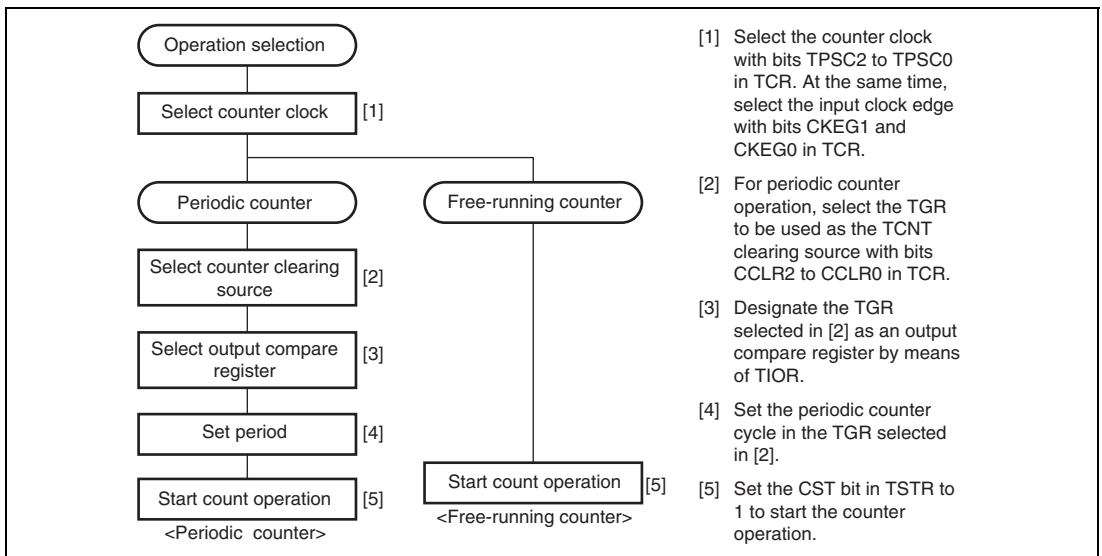 Operation selection
Select counter clock
[1]
Periodic counter
Free-running counter
Select counter clearing
source
[2]
Select output compare
register
[3]
Set period
[4]
Start count operation
[5]
<Periodic counter>
Start count operation
[5]
<Free-running counter>
[1] Select the counter clock
with bits TPSC2 to TPSC0
in TCR. At the same time,
select the input clock edge
with bits CKEG1 and
CKEG0 in TCR.
[2] For periodic counter
operation, select the TGR
to be used as the TCNT
clearing source with bits
CCLR2 to CCLR0 in TCR.
[3] Designate the TGR
selected in [2] as an output
compare register by means
of TIOR.
[4] Set the periodic counter
cycle in the TGR selected
in [2].
[5] Set the CST bit in TSTR to
1 to start the counter
operation.